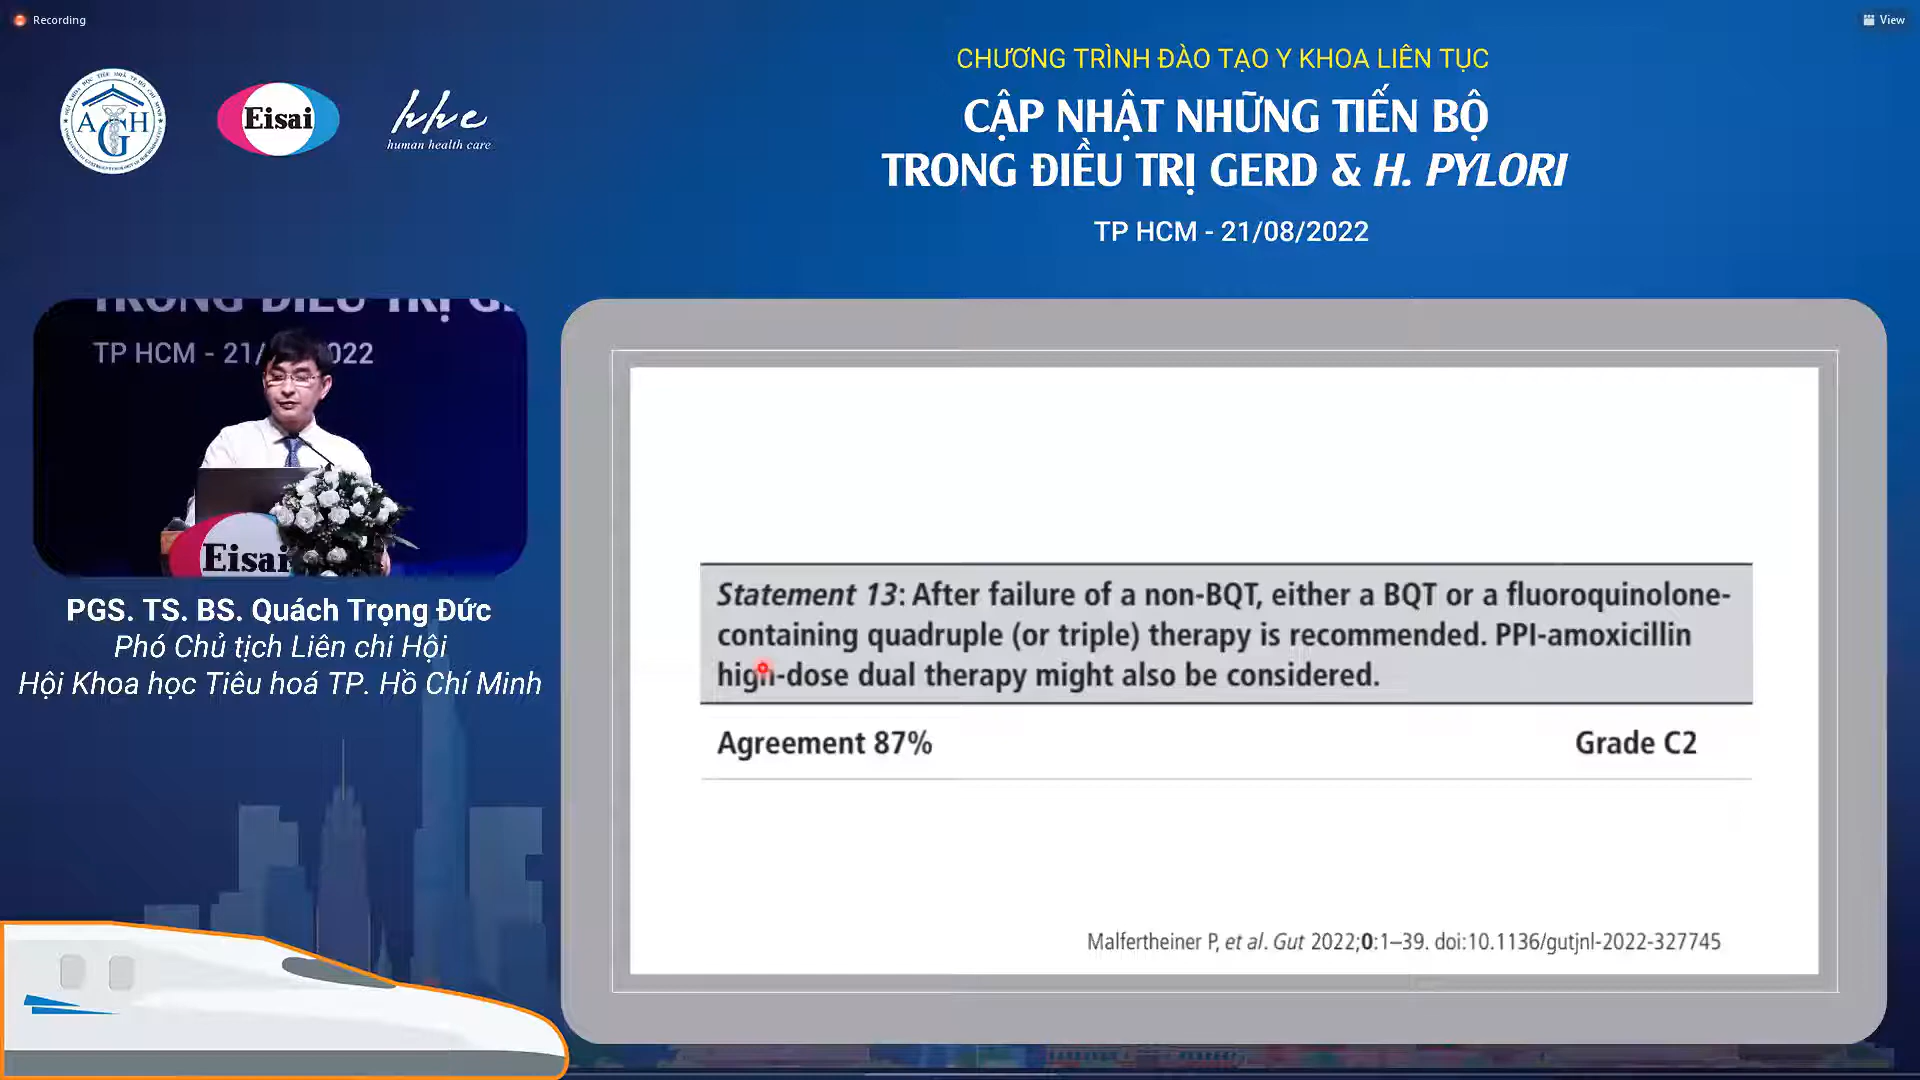 Recording
View
CHƯƠNG TRÌNH ĐÀO TẠO Y KHOA LIÊN TỤC
CẬP NHẬT NHỮNG TIẾN BỘ
TRONG ĐIỀU TRỊ GERD & H. PYLORI
TP HCM - 21/08/2022
AGH
Eisai
hhc
human health care
TP HCM - 21/
022
Eisai
PGS. TS. BS. Quách Trọng Đức
Phó Chủ tịch Liên chi Hội
Hội Khoa học Tiêu hoá TP. Hồ Chí Minh
Statement 13: After failure of a non-BQT, either a BQT or a fluoroquinolone-
containing quadruple (or triple) therapy is recommended. PPI-amoxicillin
high-dose dual therapy might also be considered.
Agreement 87%
Grade C2
Malfertheiner P, et al. Gut 2022;0:1–39. doi:10.1136/gutjnl-2022-327745